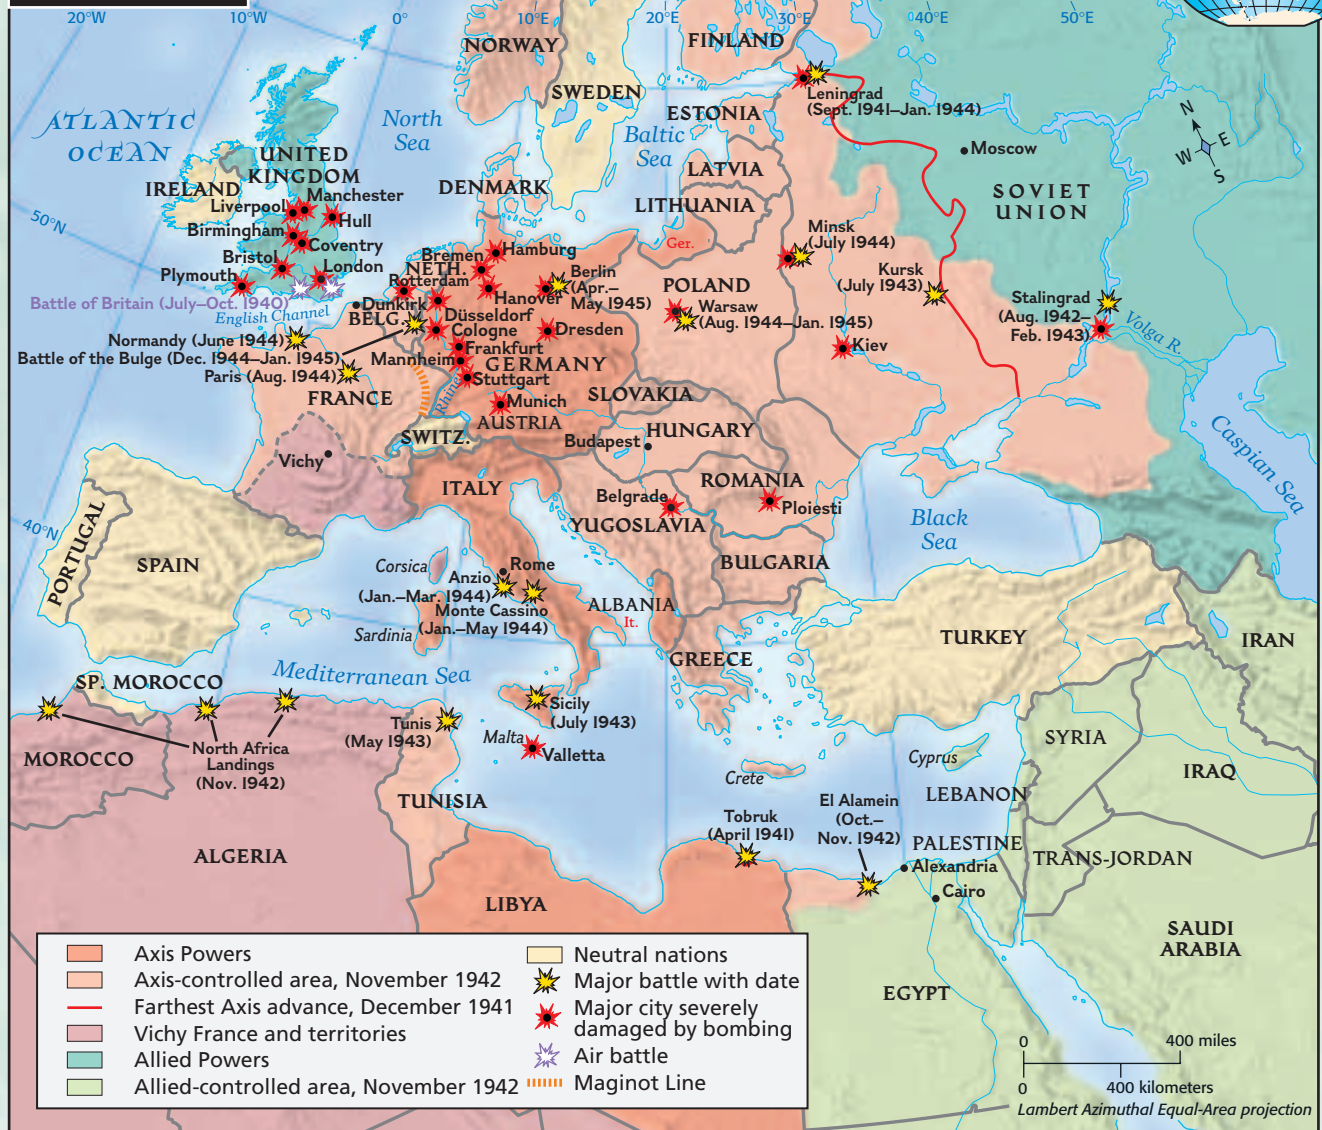 20°W
10°W
0°
10°E
20°E
30°E
40°E
50°E
NORWAY
FINLAND
SWEDEN
Leningrad
(Sept. 1941–Jan. 1944)
ESTONIA
ATLANTIC
OCEAN
North
Sea
Baltic
Sea
N
W
E
S
Moscow
UNITED
KINGDOM
LATVIA
IRELAND
Manchester
DENMARK
SOVIET
UNION
Liverpool
Hull
LITHUANIA
50°N
Birmingham
Coventry
Minsk
(July 1944)
Ger.
Bristol
London
Bremen
Hamburg
NETH.
Plymouth
Rotterdam
Berlin
(Apr.–
May 1945)
Kursk
(July 1943)
Hanover
POLAND
Battle of Britain (July–Oct. 1940)
Dunkirk
English Channel
BELG.
Düsseldorf
Warsaw
(Aug. 1944–Jan. 1945)
Stalingrad
(Aug. 1942–
Feb. 1943)
Volga R.
Cologne
Dresden
Normandy (June 1944)
Frankfurt
Kiev
Battle of the Bulge (Dec. 1944–Jan. 1945)
Mannheim
GERMANY
Paris (Aug. 1944)
Stuttgart
Rhine
FRANCE
SLOVAKIA
Munich
AUSTRIA
SWITZ.
Budapest
HUNGARY
Caspian Sea
Vichy
ITALY
ROMANIA
Belgrade
Ploiesti
PORTUGAL
40°N
YUGOSLAVIA
Black
Sea
SPAIN
Corsica
Rome
BULGARIA
Anzio
(Jan.–Mar. 1944)
Monte Cassino
(Jan.–May 1944)
ALBANIA
It.
Sardinia
TURKEY
IRAN
GREECE
Mediterranean Sea
SP. MOROCCO
Sicily
(July 1943)
Tunis
(May 1943)
Malta
Valletta
SYRIA
MOROCCO
North Africa
Landings
(Nov. 1942)
Cyprus
IRAQ
Crete
LEBANON
TUNISIA
El Alamein
(Oct.–
Nov. 1942)
Tobruk
(April 1941)
PALESTINE
ALGERIA
TRANS-JORDAN
Alexandria
Cairo
LIBYA
SAUDI
ARABIA
EGYPT
Axis Powers
Axis-controlled area, November 1942
Farthest Axis advance, December 1941
Vichy France and territories
Allied Powers
Allied-controlled area, November 1942
Neutral nations
Major battle with date
Major city severely
damaged by bombing
Air battle
Maginot Line
0 400 miles
0 400 kilometers
Lambert Azimuthal Equal-Area projection